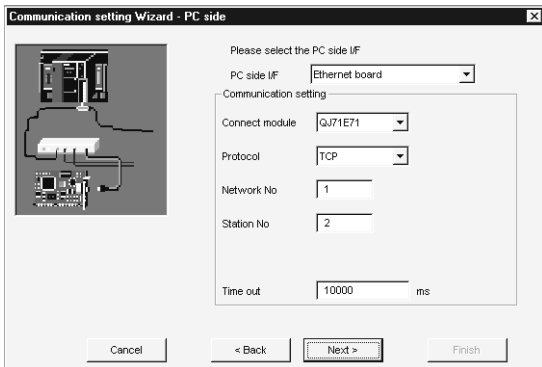 Communication setting Wizard - PC side
Please select the PC side I/F
PC side I/F Ethernet board
Communication setting
Connect module QJ71E71
Protocol TCP
Network No 1
Station No 2
Time out 10000 ms
Cancel < Back Next > Finish